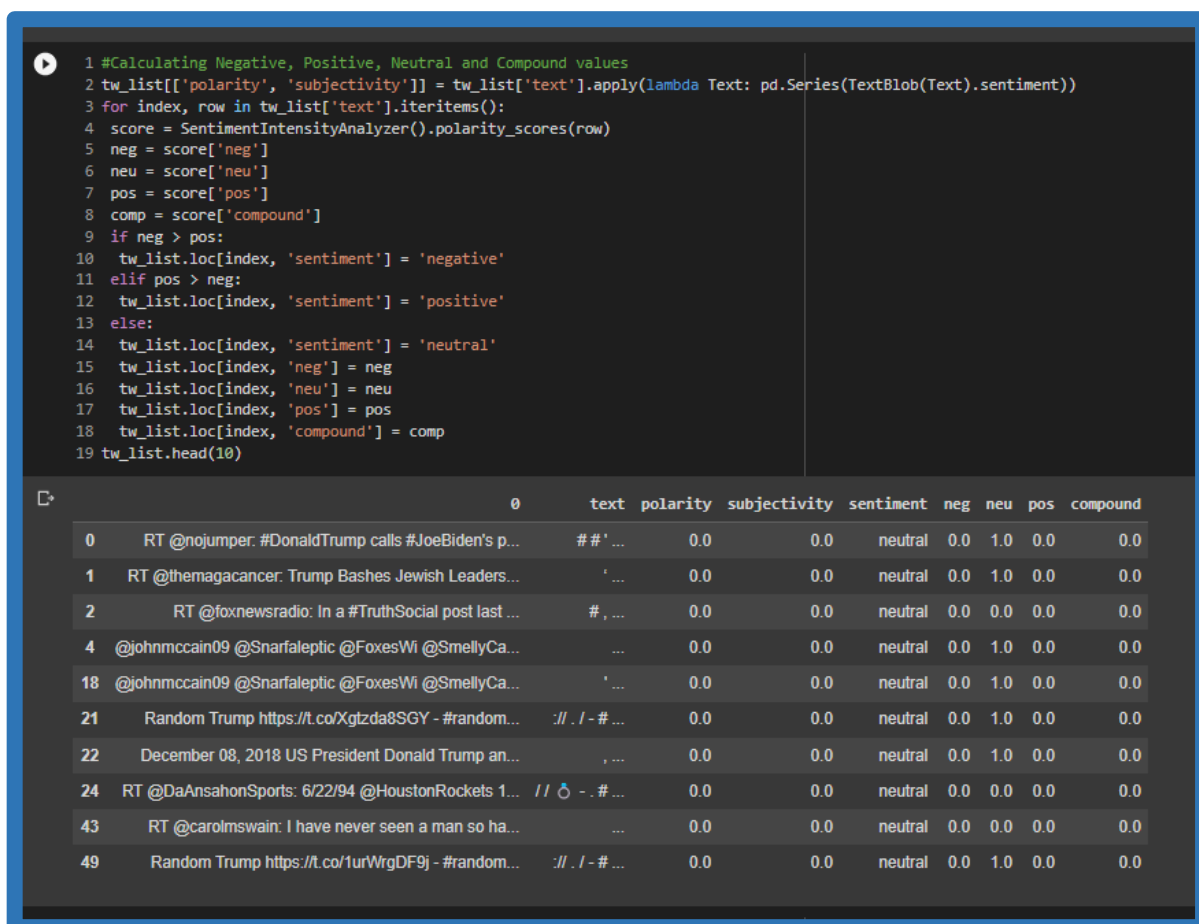 1 #Calculating Negative, Positive, Neutral and Compound values
2 tw_list[['polarity', 'subjectivity']] = tw_list['text'].apply(lambda Text: pd.Series(TextBlob(Text).sentiment))
3 for index, row in tw_list['text'].iteritems():
4 score = SentimentIntensityAnalyzer().polarity_scores(row)
5 neg = score['neg']
6 neu = score['neu']
7 pos = score['pos']
8 comp = score['compound']
9 if neg > pos:
10 tw_list.loc[index, 'sentiment'] = 'negative'
11 elif pos > neg:
12 tw_list.loc[index, 'sentiment'] = 'positive'
13 else:
14 tw_list.loc[index, 'sentiment'] = 'neutral'
15 tw_list.loc[index, 'neg'] = neg
16 tw_list.loc[index, 'neu'] = neu
17 tw_list.loc[index, 'pos'] = pos
18 tw_list.loc[index, 'compound'] = comp
19 tw_list.head(10)
0 text polarity subjectivity sentiment neg neu pos compound
0 RT @nojumper: #DonaldTrump calls #JoeBiden's p... # # ' ... 0.0 0.0 neutral 0.0 1.0 0.0 0.0
1 RT @themagacancer: Trump Bashes Jewish Leaders... ‘ ... 0.0 0.0 neutral 0.0 1.0 0.0 0.0
2 RT @foxnewsradio: In a #TruthSocial post last ... # , ... 0.0 0.0 neutral 0.0 0.0 0.0 0.0
4 @johnmccain09 @Snarfaleptic @FoxesWi @SmellyCa... ... 0.0 0.0 neutral 0.0 1.0 0.0 0.0
18 @johnmccain09 @Snarfaleptic @FoxesWi @SmellyCa... ' ... 0.0 0.0 neutral 0.0 1.0 0.0 0.0
21 Random Trump https://t.co/Xgtzda8SGY - #random... :// . / - # ... 0.0 0.0 neutral 0.0 1.0 0.0 0.0
22 December 08, 2018 US President Donald Trump an... , ... 0.0 0.0 neutral 0.0 1.0 0.0 0.0
24 RT @DaAnsahonSports: 6/22/94 @HoustonRockets 1... / / 💍 - . # ... 0.0 0.0 neutral 0.0 0.0 0.0 0.0
43 RT @carolmswain: I have never seen a man so ha... ... 0.0 0.0 neutral 0.0 0.0 0.0 0.0
49 Random Trump https://t.co/1urWrgDF9j - #random... :// . / - # ... 0.0 0.0 neutral 0.0 1.0 0.0 0.0